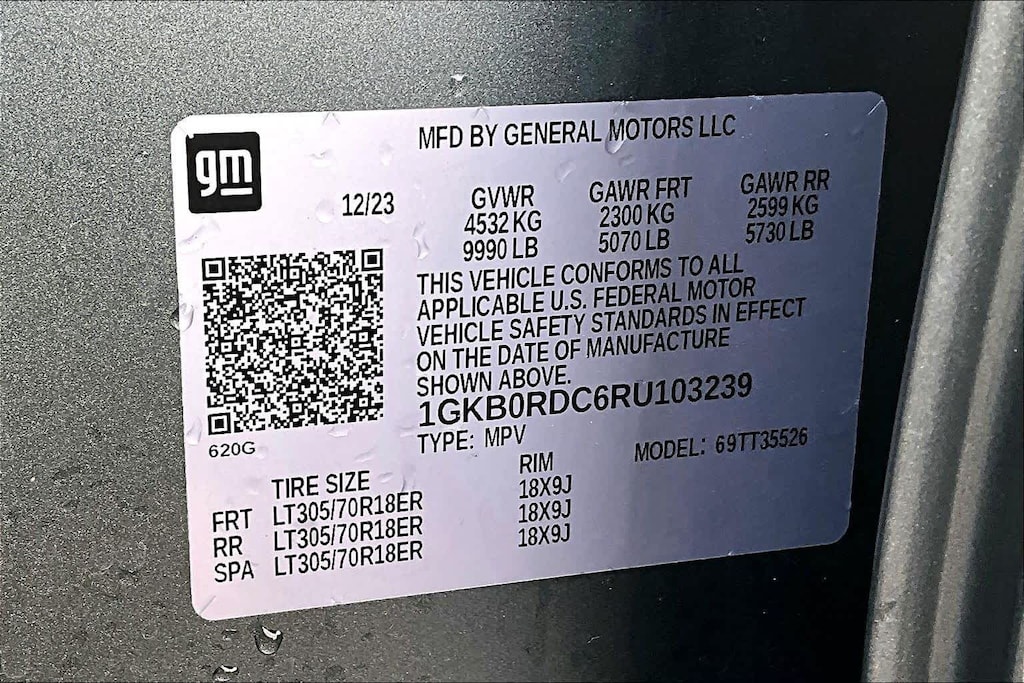 gm
MFD BY GENERAL MOTORS LLC
12/23
GVWR GAWR FRT GAWR RR
4532 KG 2300 KG 2599 KG
9990 LB 5070 LB 5730 LB
THIS VEHICLE CONFORMS TO ALL
APPLICABLE U.S. FEDERAL MOTOR
VEHICLE SAFETY STANDARDS IN EFFECT
ON THE DATE OF MANUFACTURE
SHOWN ABOVE.
1GKB0RDC6RU103239
620G
TYPE: MPV MODEL: 69TT35526
TIRE SIZE RIM
FRT LT305/70R18ER 18X9J
RR LT305/70R18ER 18X9J
SPA LT305/70R18ER 18X9J